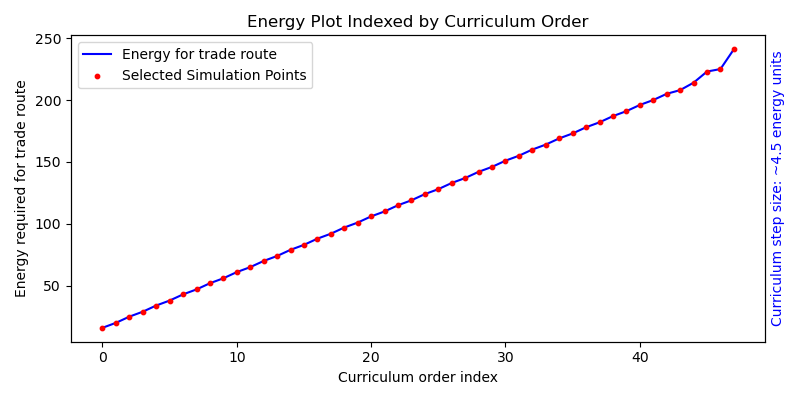 Energy Plot Indexed by Curriculum Order
Energy required for trade route
250
200
150
100
50
Energy for trade route
Selected Simulation Points
Curriculum step size: ~4.5 energy units
0
10
20
30
40
Curriculum order index